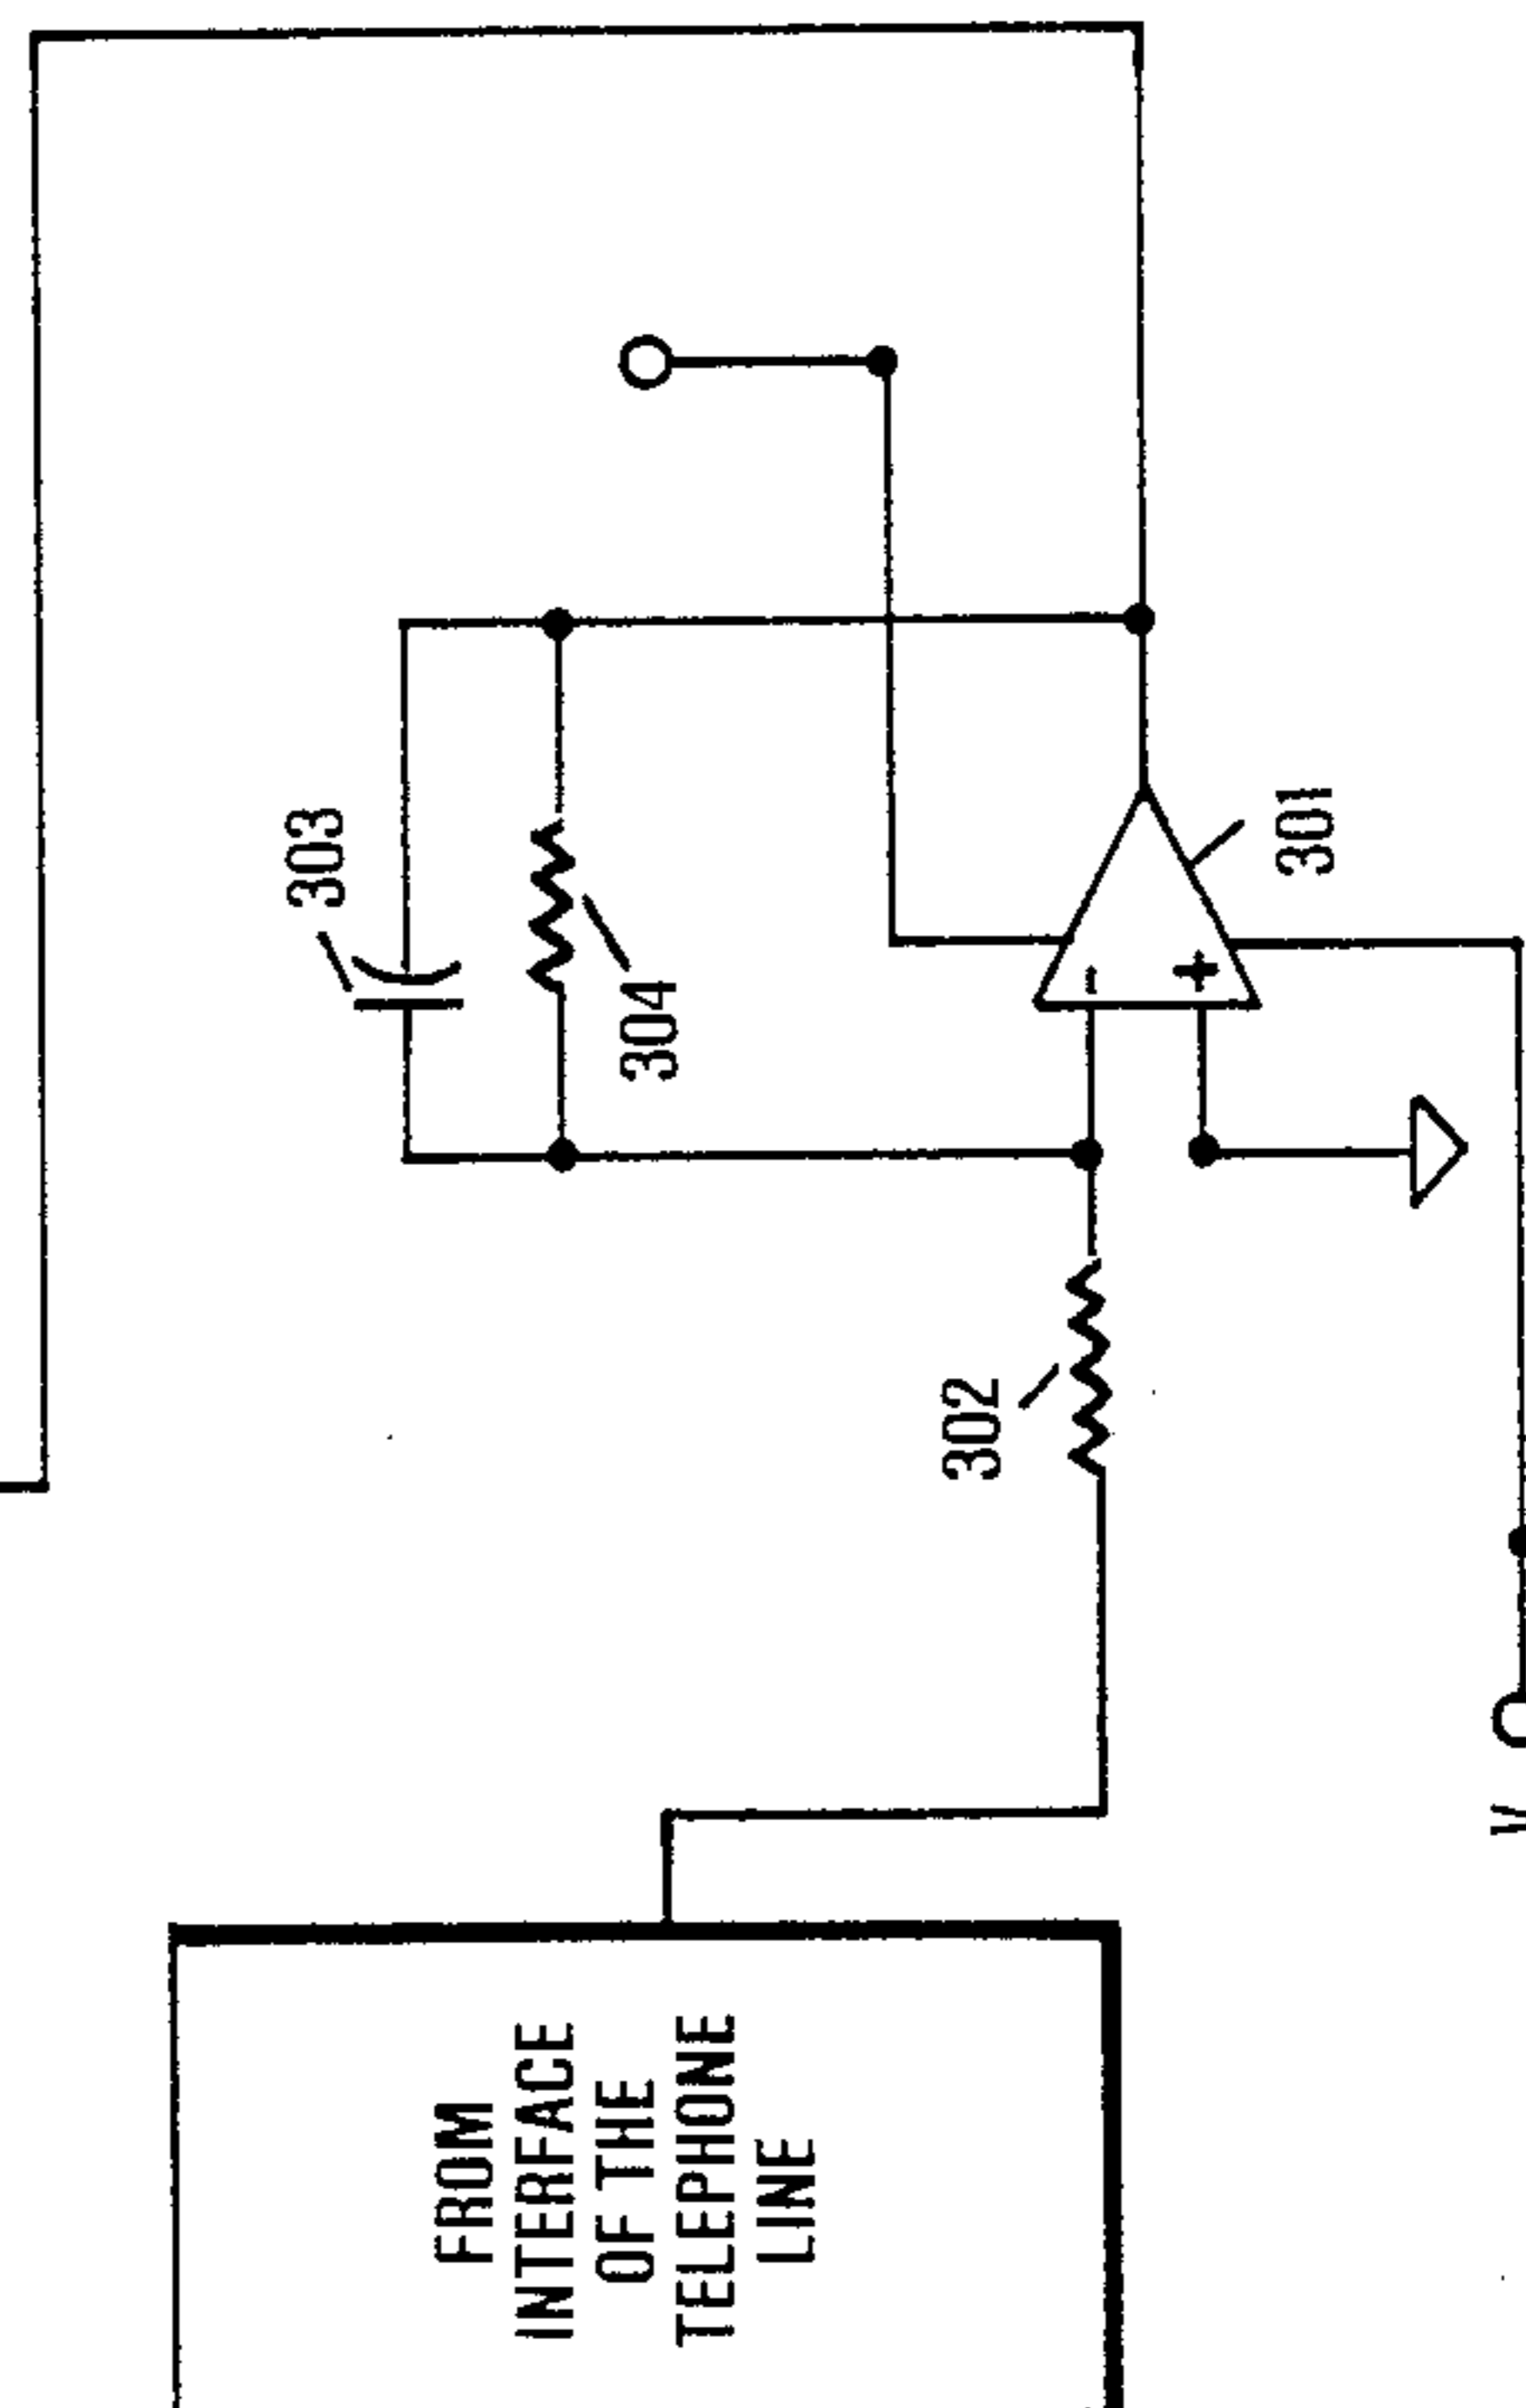 303
304
301
-
+
302
FROM
INTERFACE
OF THE
TELEPHONE
LINE